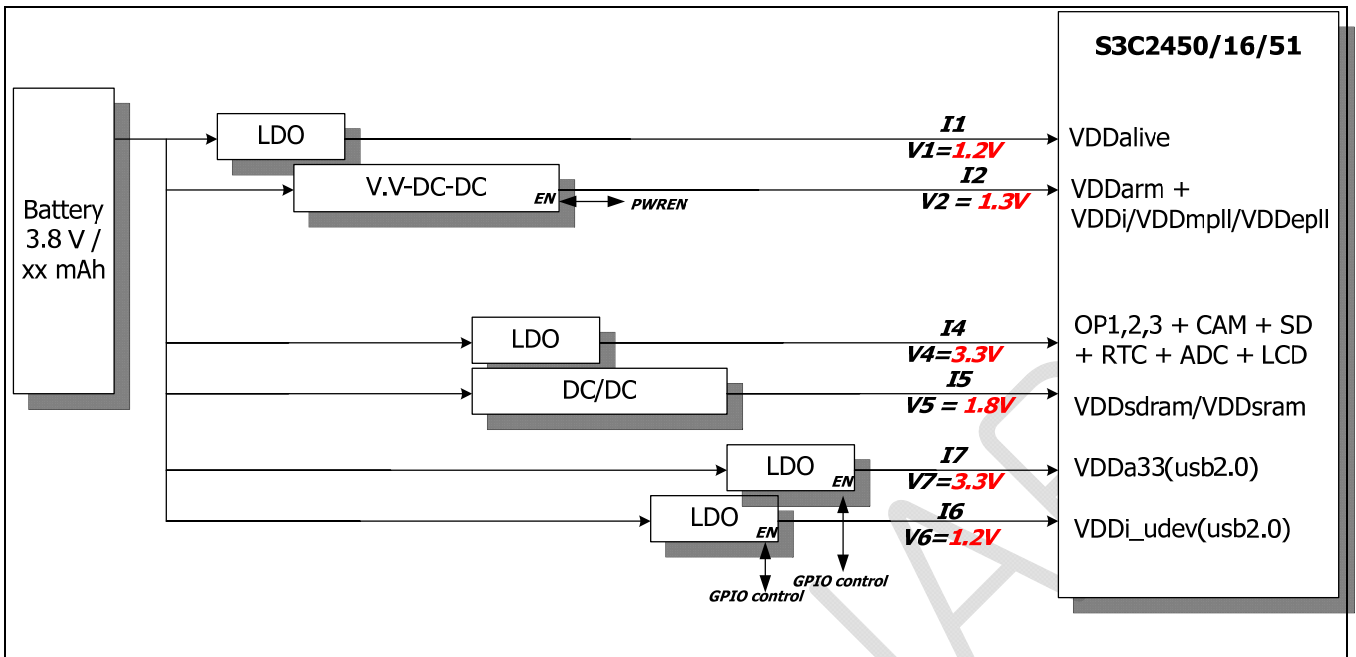 S3C2450/16/51
Battery
3.8 V /
xx mAh
LDO
I1
V1=1.2V
VDDalive
V.V-DC-DC
EN
PWREN
I2
V2 = 1.3V
VDDarm +
VDDi/VDDmpll/VDDepll
LDO
I4
V4=3.3V
OP1,2,3 + CAM + SD
+ RTC + ADC + LCD
DC/DC
I5
V5 = 1.8V
VDDsdram/VDDsram
LDO
EN
I7
V7=3.3V
VDDa33(usb2.0)
LDO
EN
I6
V6=1.2V
VDDi_udev(usb2.0)
GPIO control
GPIO control